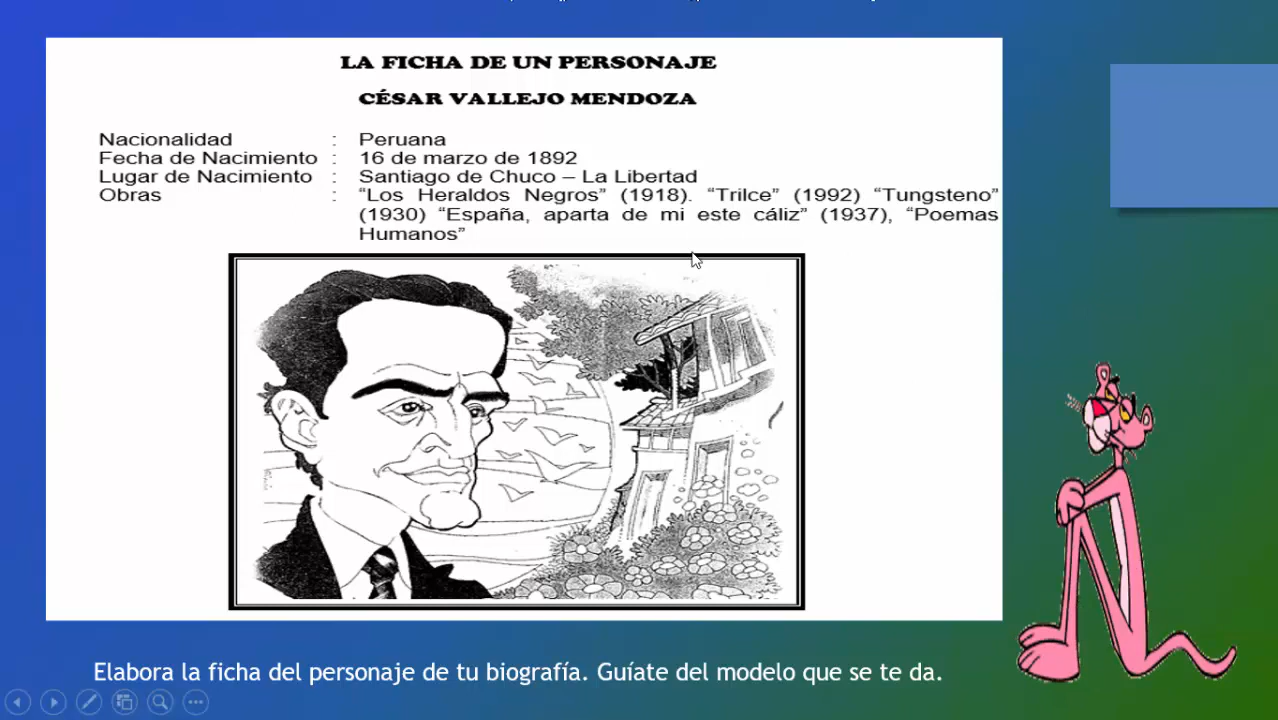 LA FICHA DE UN PERSONAJE
CÉSAR VALLEJO MENDOZA
Nacionalidad : Peruana
Fecha de Nacimiento : 16 de marzo de 1892
Lugar de Nacimiento : Santiago de Chuco – La Libertad
Obras : “Los Heraldos Negros” (1918). “Trilce” (1992) “Tungsteno”
(1930) “España, aparta de mi este cáliz” (1937), “Poemas
Humanos”
Elabora la ficha del personaje de tu biografía. Guíate del modelo que se te da.